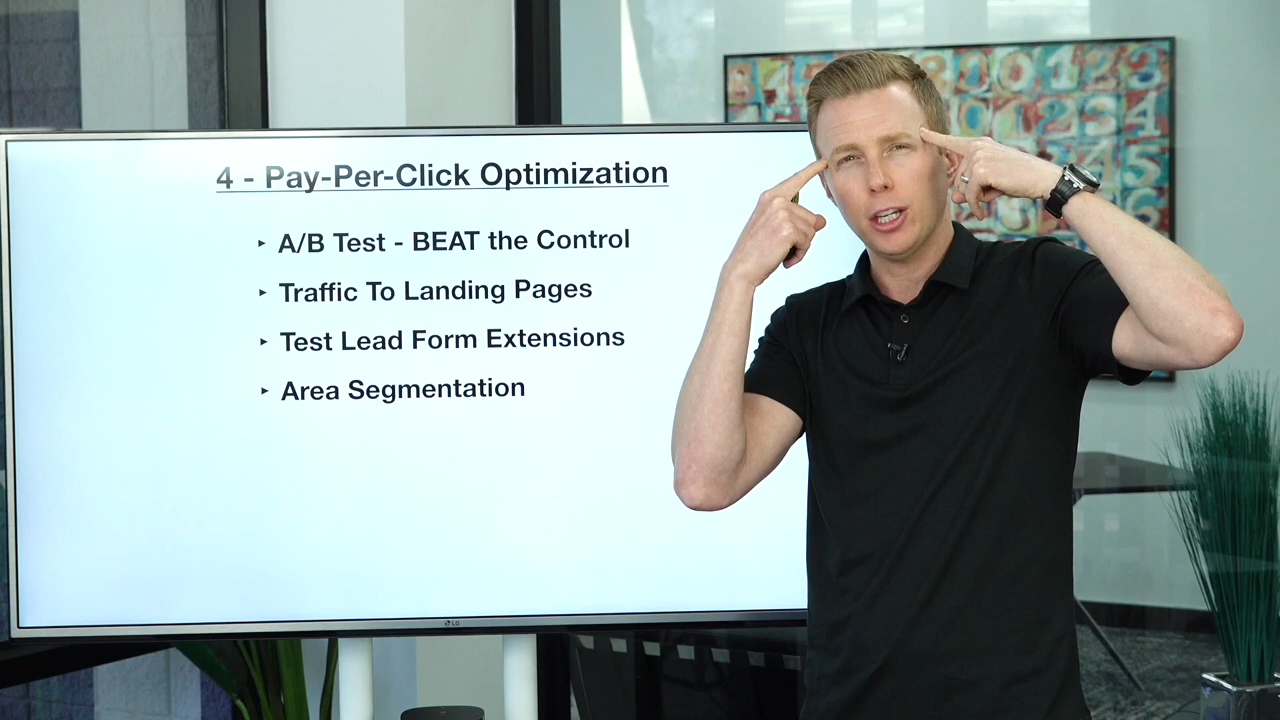 4 - Pay-Per-Click Optimization
‣ A/B Test - BEAT the Control
‣ Traffic To Landing Pages
‣ Test Lead Form Extensions
‣ Area Segmentation
LG